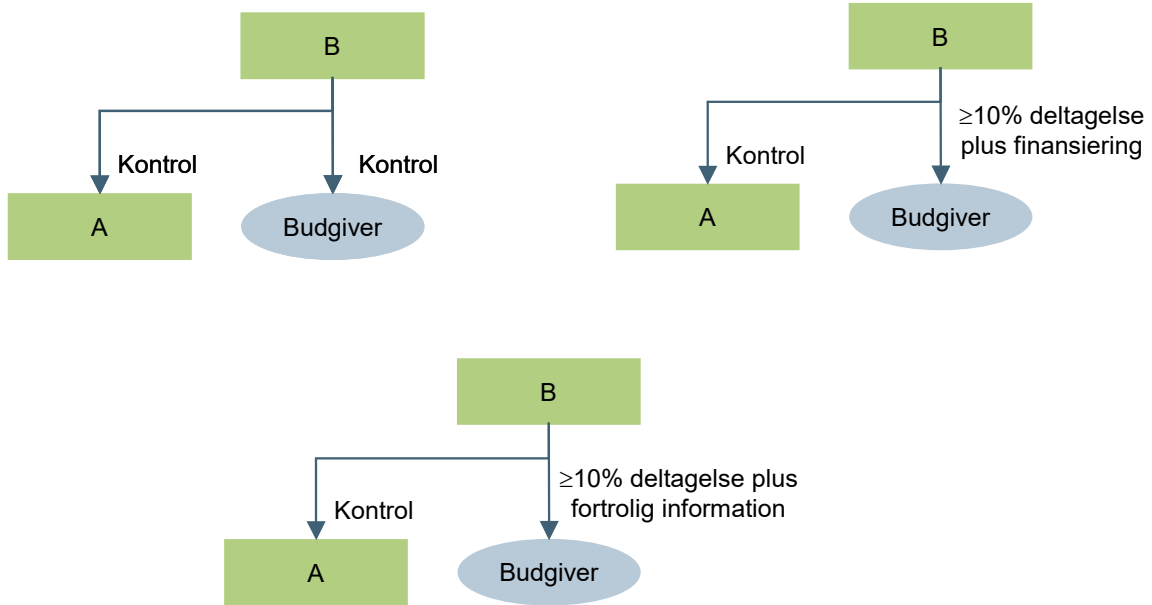 B
Kontrol
Kontrol
A
Budgiver
B
≥10% deltagelse
plus finansiering
Kontrol
A
Budgiver
B
≥10% deltagelse plus
fortrolig information
Kontrol
A
Budgiver